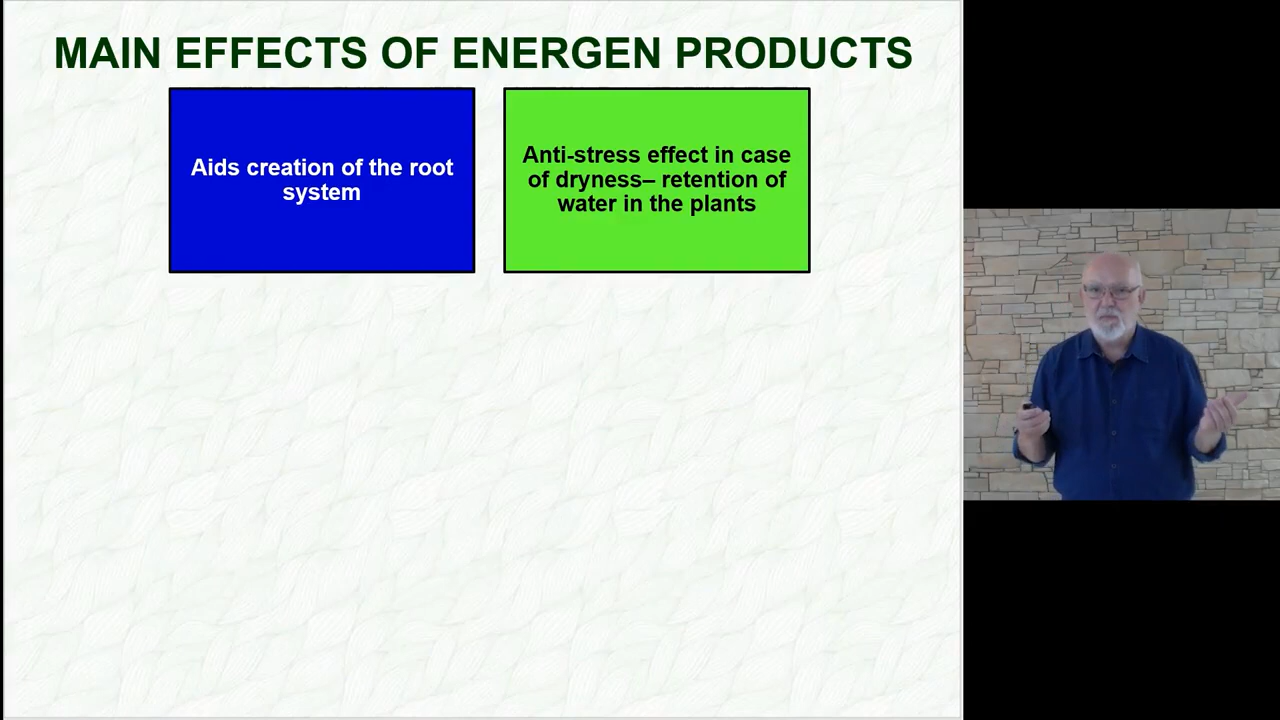 MAIN EFFECTS OF ENERGEN PRODUCTS
Aids creation of the root
system
Anti-stress effect in case
of dryness– retention of
water in the plants